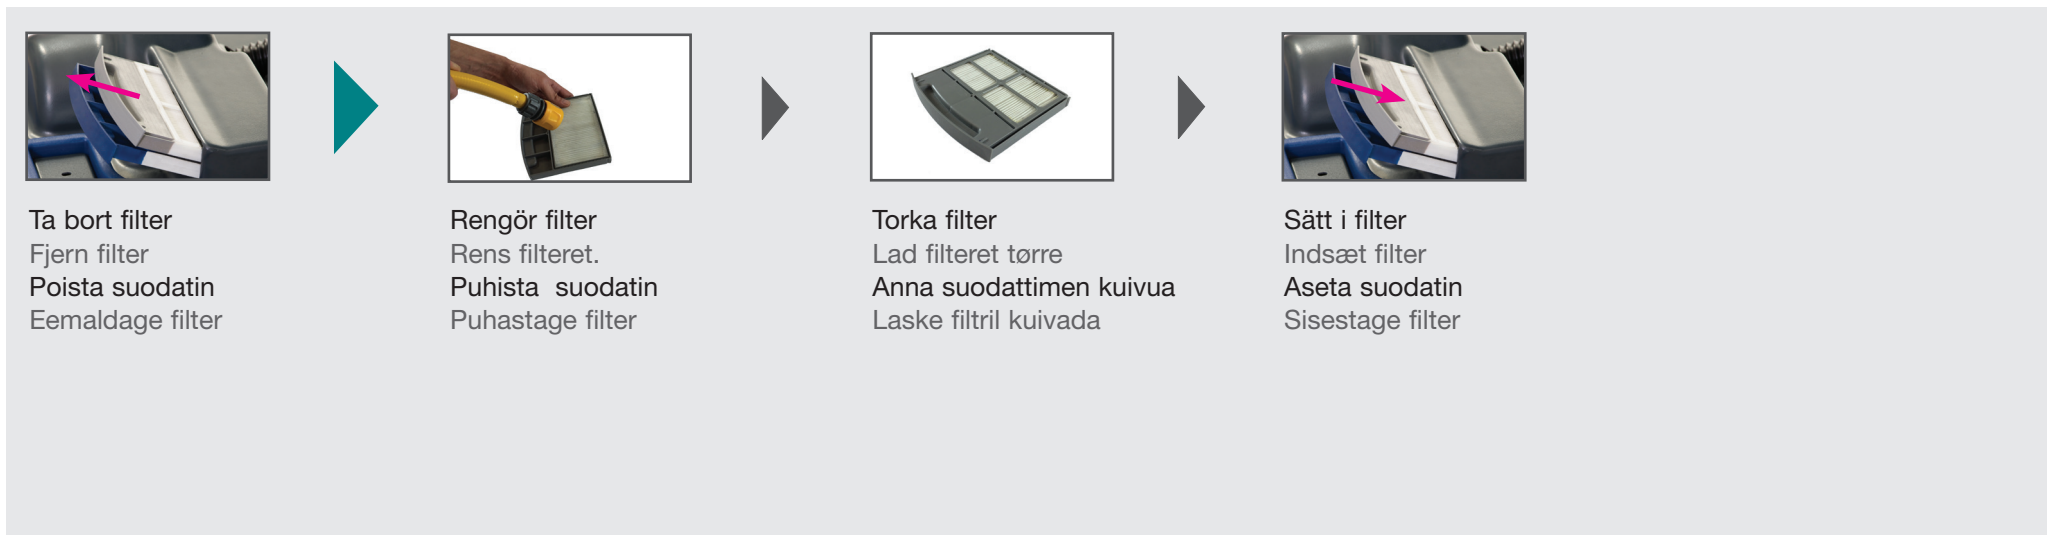 Ta bort filter
Fjern filter
Poista suodatin
Eemaldage filter
Rengör filter
Rens filteret.
Puhista  suodatin
Puhastage filter
Torka filter
Lad filteret tørre
Anna suodattimen kuivua
Laske filtril kuivada
Sätt i filter
Indsæt filter
Aseta suodatin
Sisestage filter